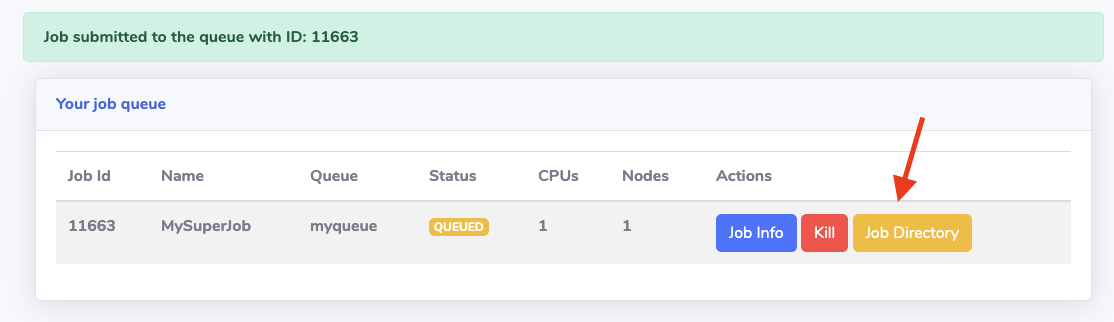 Job submitted to the queue with ID: 11663
Your job queue
Job Id Name Queue Status CPUs Nodes Actions
11663 MySuperJob myqueue QUEUED 1 1 Job Info Kill Job Directory